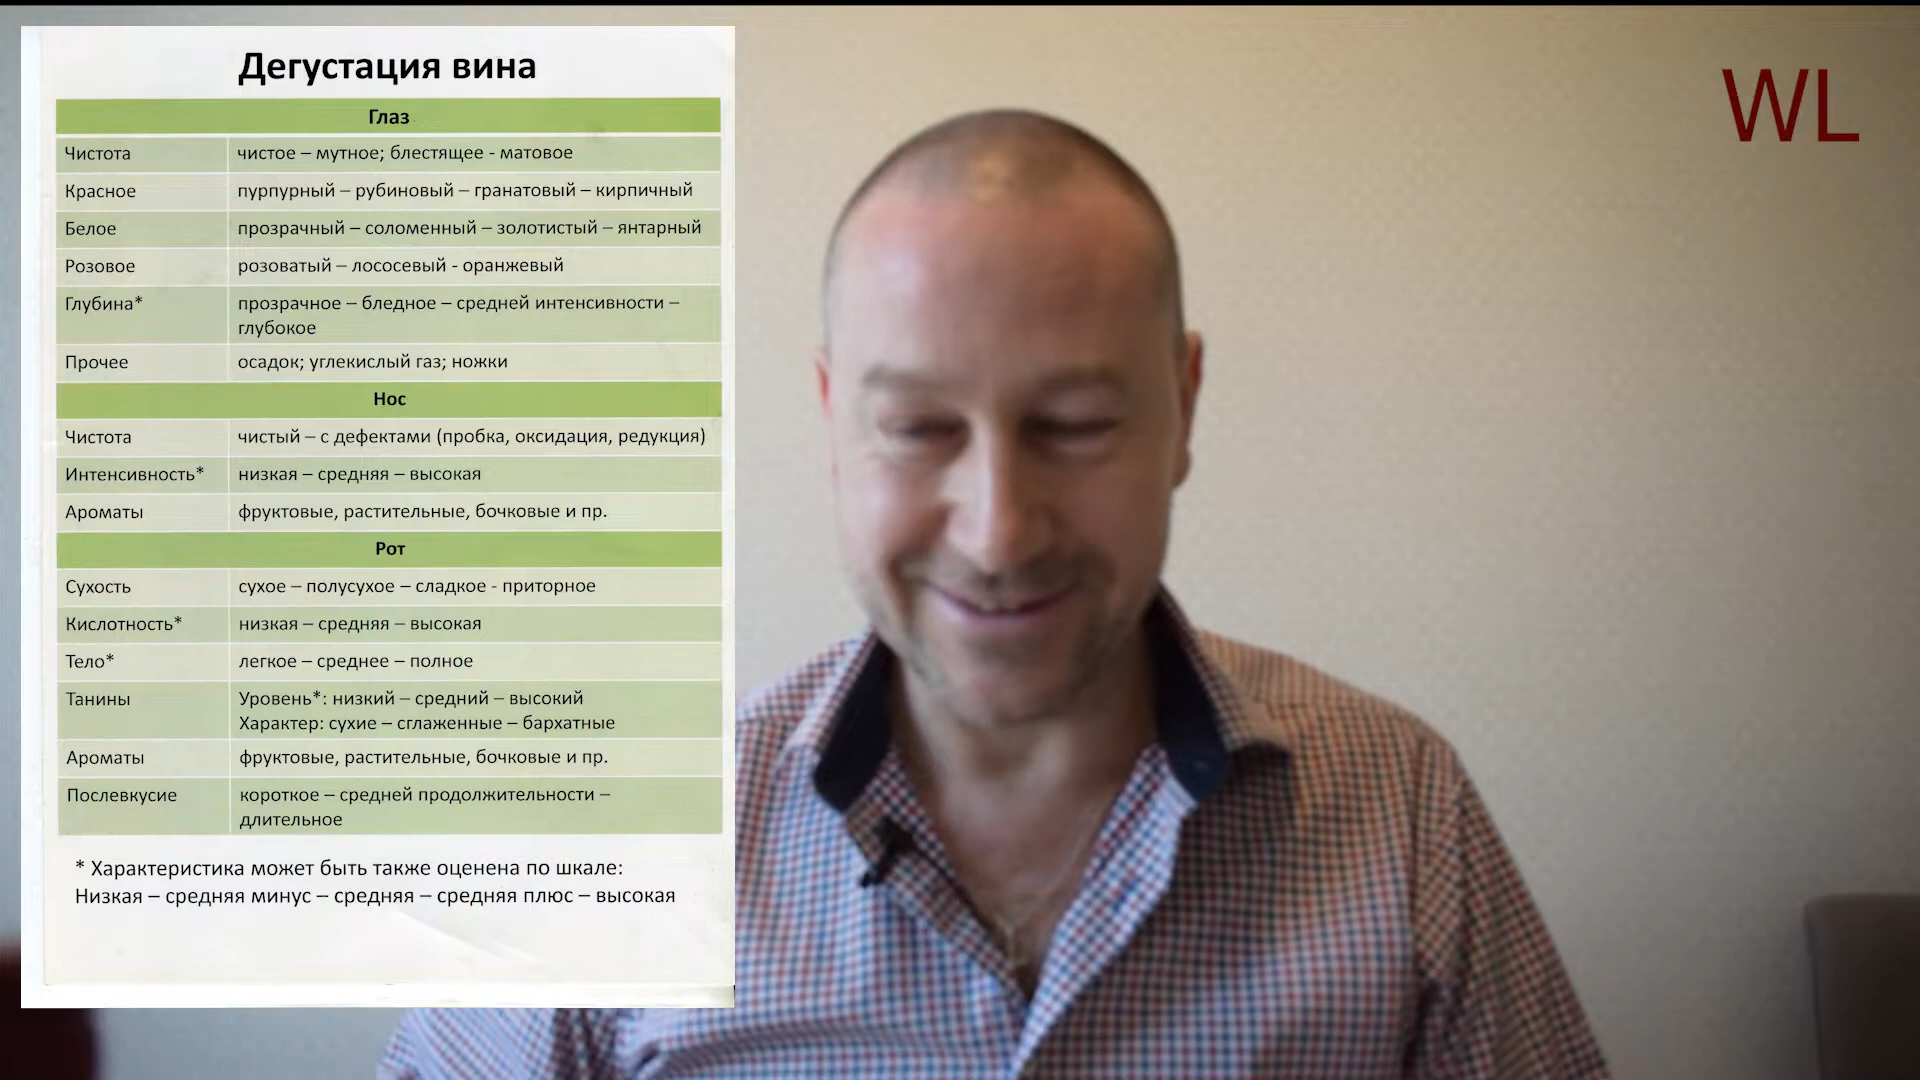 Дегустация вина
Глаз
Чистота чистое – мутное; блестящее - матовое
Красное пурпурный – рубиновый – гранатовый – кирпичный
Белое прозрачный – соломенный – золотистый – янтарный
Розовое розоватый – лососевый - оранжевый
Глубина* прозрачное – бледное – средней интенсивности –
глубокое
Прочее осадок; углекислый газ; ножки
Нос
Чистота чистый – с дефектами (пробка, оксидация, редукция)
Интенсивность* низкая – средняя – высокая
Ароматы фруктовые, растительные, бочковые и пр.
Рот
Сухость сухое – полусухое – сладкое - приторное
Кислотность* низкая – средняя – высокая
Тело* легкое – среднее – полное
Танины Уровень*: низкий – средний – высокий
Характер: сухие – сглаженные – бархатные
Ароматы фруктовые, растительные, бочковые и пр.
Послевкусие короткое – средней продолжительности –
длительное
* Характеристика может быть также оценена по шкале:
Низкая – средняя минус – средняя – средняя плюс – высокая
WL